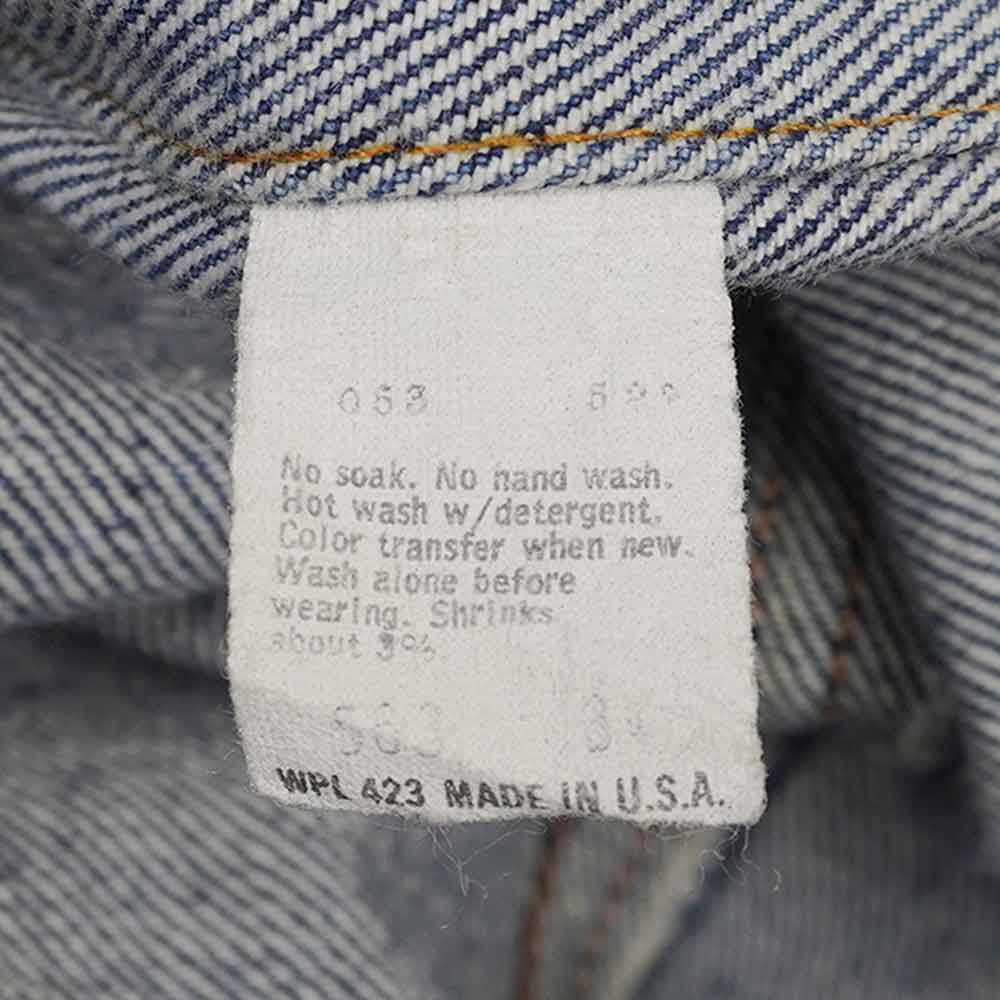 No soak. No hand wash.
Hot wash w/detergent.
Color transfer when new.
Wash alone before
wearing. Shrinks
about 3%
WPL 423 MADE IN U.S.A.